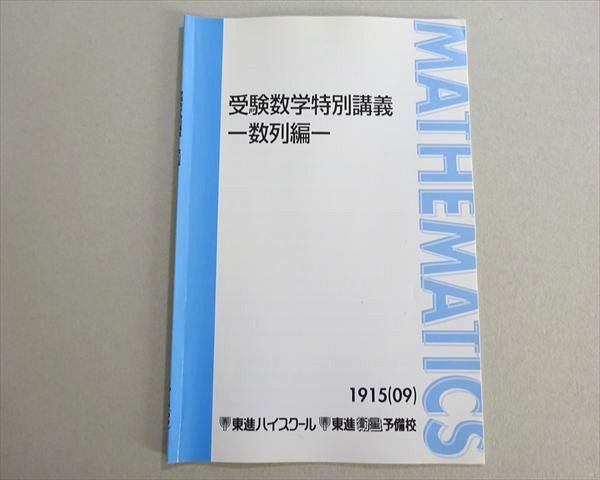 受験数学特別講義
ー数列編ー
MATHEMATICS
1915(09)
東進ハイスクール 東進衛星予備校